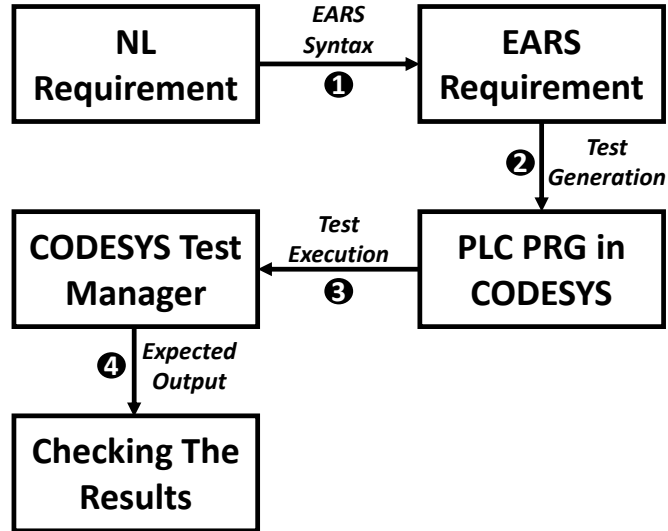 NL
Requirement
EARS
Syntax
❶
EARS
Requirement
❷
Test
Generation
PLC PRG in
CODESYS
Test
Execution
❸
CODESYS Test
Manager
❹
Expected
Output
Checking The
Results